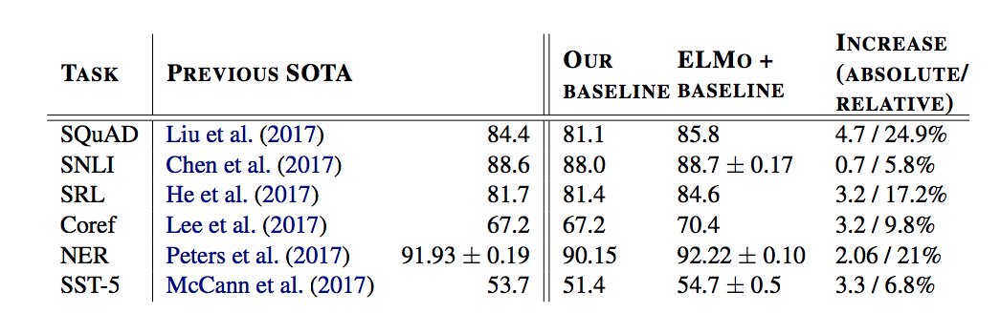 TASK PREVIOUS SOTA OUR BASELINE ELMO + BASELINE INCREASE (ABSOLUTE/ RELATIVE)
SQuAD Liu et al. (2017) 84.4 81.1 85.8 4.7 / 24.9%
SNLI Chen et al. (2017) 88.6 88.0 88.7 ± 0.17 0.7 / 5.8%
SRL He et al. (2017) 81.7 81.4 84.6 3.2 / 17.2%
Coref Lee et al. (2017) 67.2 67.2 70.4 3.2 / 9.8%
NER Peters et al. (2017) 91.93 ± 0.19 90.15 92.22 ± 0.10 2.06 / 21%
SST-5 McCann et al. (2017) 53.7 51.4 54.7 ± 0.5 3.3 / 6.8%